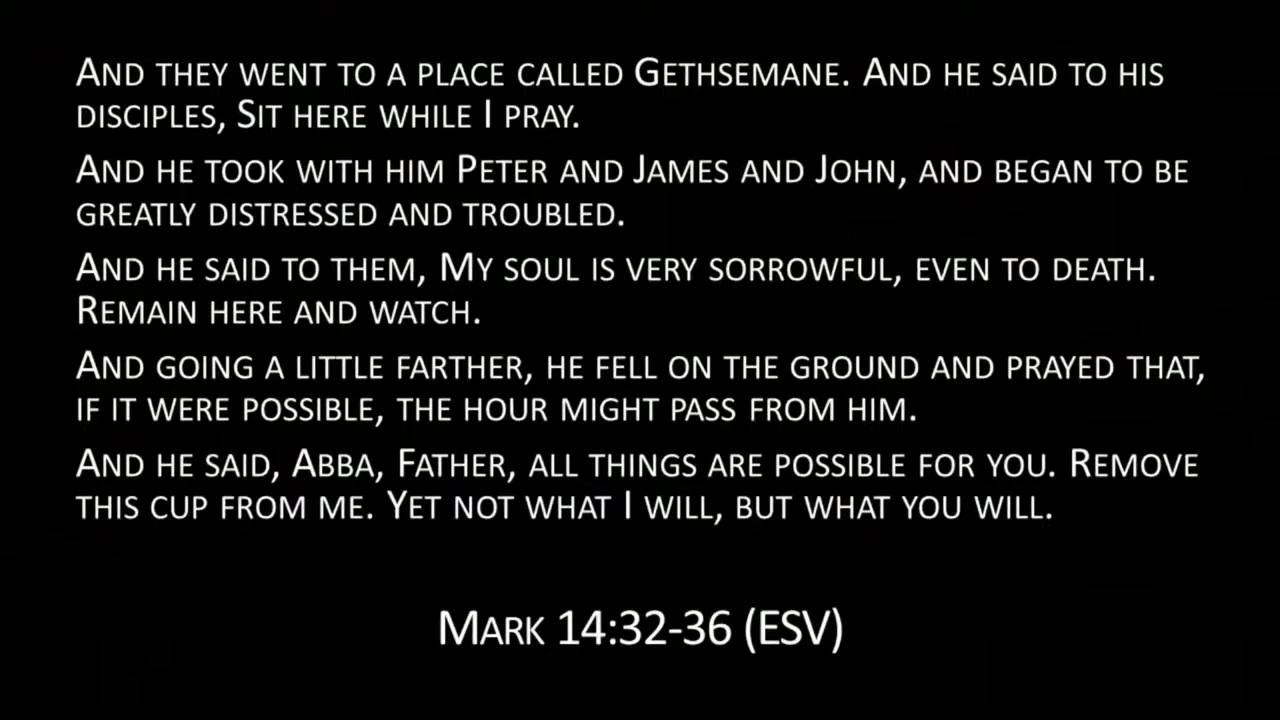 And they went to a place called Gethsemane. And he said to his
disciples, Sit here while I pray.
And he took with him Peter and James and John, and began to be
greatly distressed and troubled.
And he said to them, My soul is very sorrowful, even to death.
Remain here and watch.
And going a little farther, he fell on the ground and prayed that,
if it were possible, the hour might pass from him.
And he said, Abba, Father, all things are possible for you. Remove
this cup from me. Yet not what I will, but what you will.
Mark 14:32-36 (ESV)